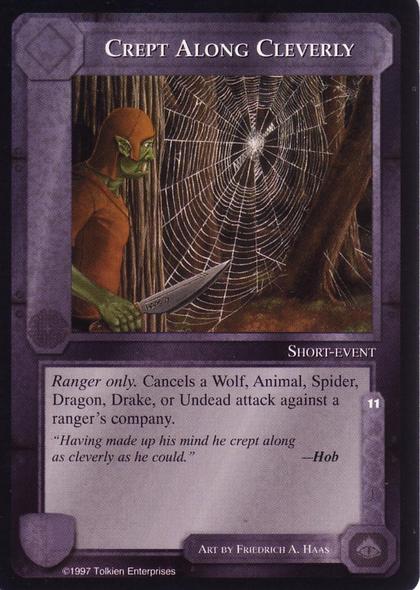 CREPT ALONG CLEVERLY
SHORT-EVENT
Ranger only. Cancels a Wolf, Animal, Spider,
Dragon, Drake, or Undead attack against a
ranger's company.
"Having made up his mind he crept along
as cleverly as he could." —Hob
11
ART BY FRIEDRICH A. HAAS
©1997 Tolkien Enterprises